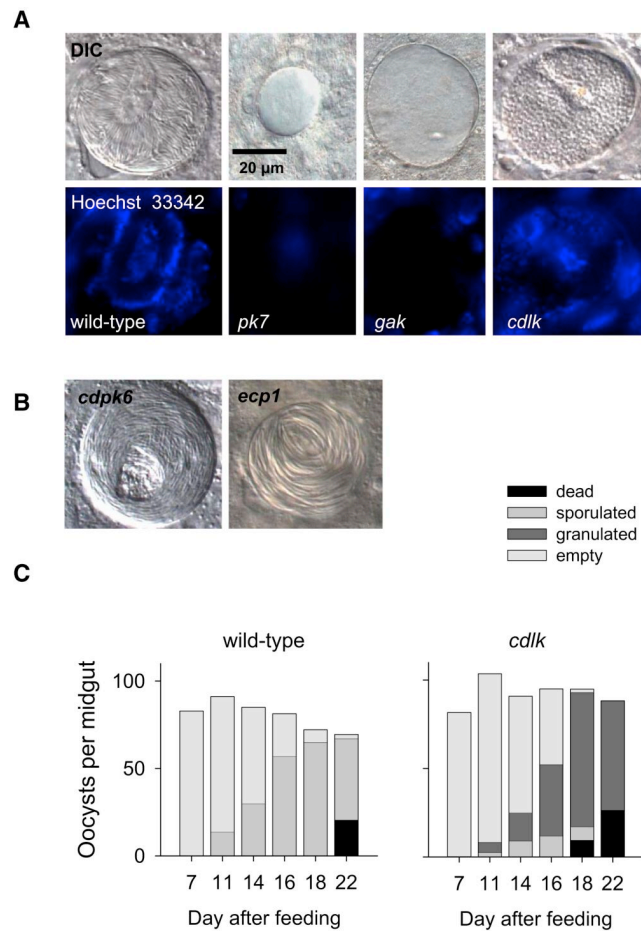 A
DIC
20 µm
Hoechst 33342
wild-type
pk7
gak
cdlk
B
cdpk6
ecp1
dead
sporulated
granulated
empty
C
wild-type
cdlk
Oocysts per midgut
100
50
0
7 11 14 16 18 22
7 11 14 16 18 22
Day after feeding
Day after feeding